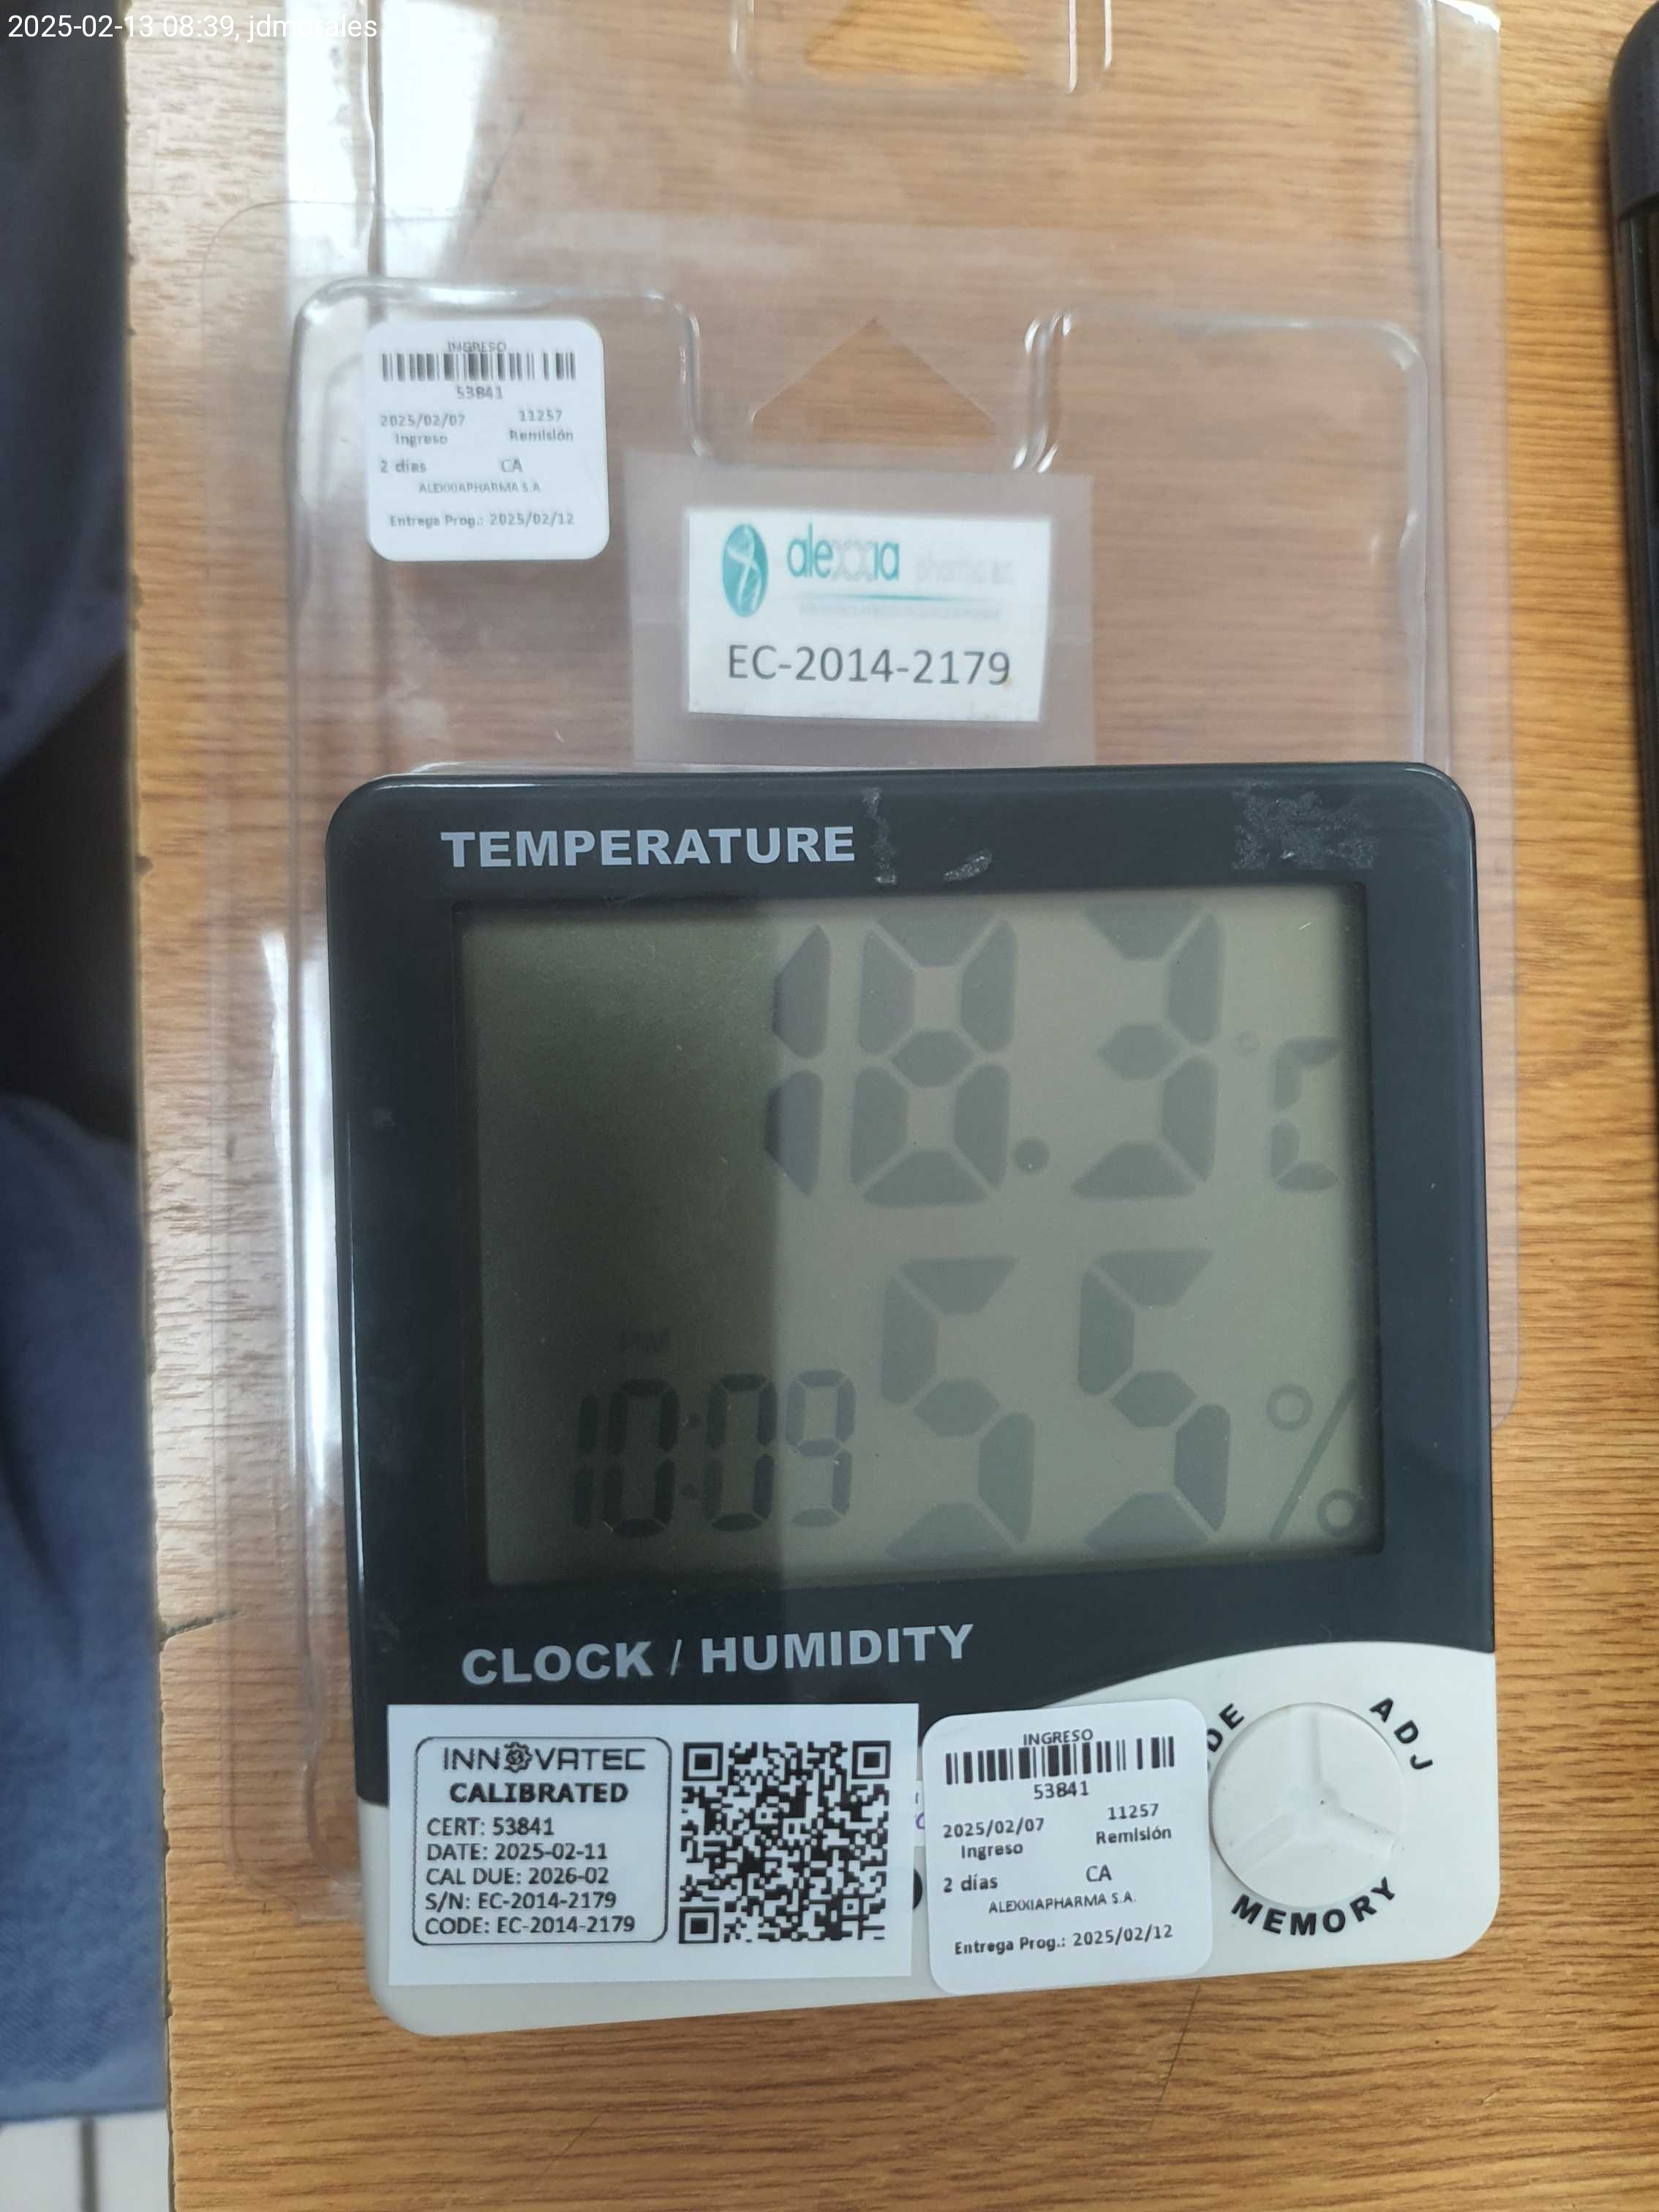 2025-02-13 08:39, jdmorales
INGRESO
53841
2025/02/07 11257
Ingreso Remisión
2 días CA
ALEXXIAPHARMA S.A.
Entrega Prog.: 2025/02/12
alexxia
EC-2014-2179
TEMPERATURE
18.3 °C
PM
10:09 55 %
CLOCK / HUMIDITY
INNOVATEC
CALIBRATED
CERT: 53841
DATE: 2025-02-11
CAL DUE: 2026-02
S/N: EC-2014-2179
CODE: EC-2014-2179
INGRESO
53841
2025/02/07 11257
Ingreso Remisión
2 días CA
ALEXXIAPHARMA S.A.
Entrega Prog.: 2025/02/12
ADJ
MEMORY